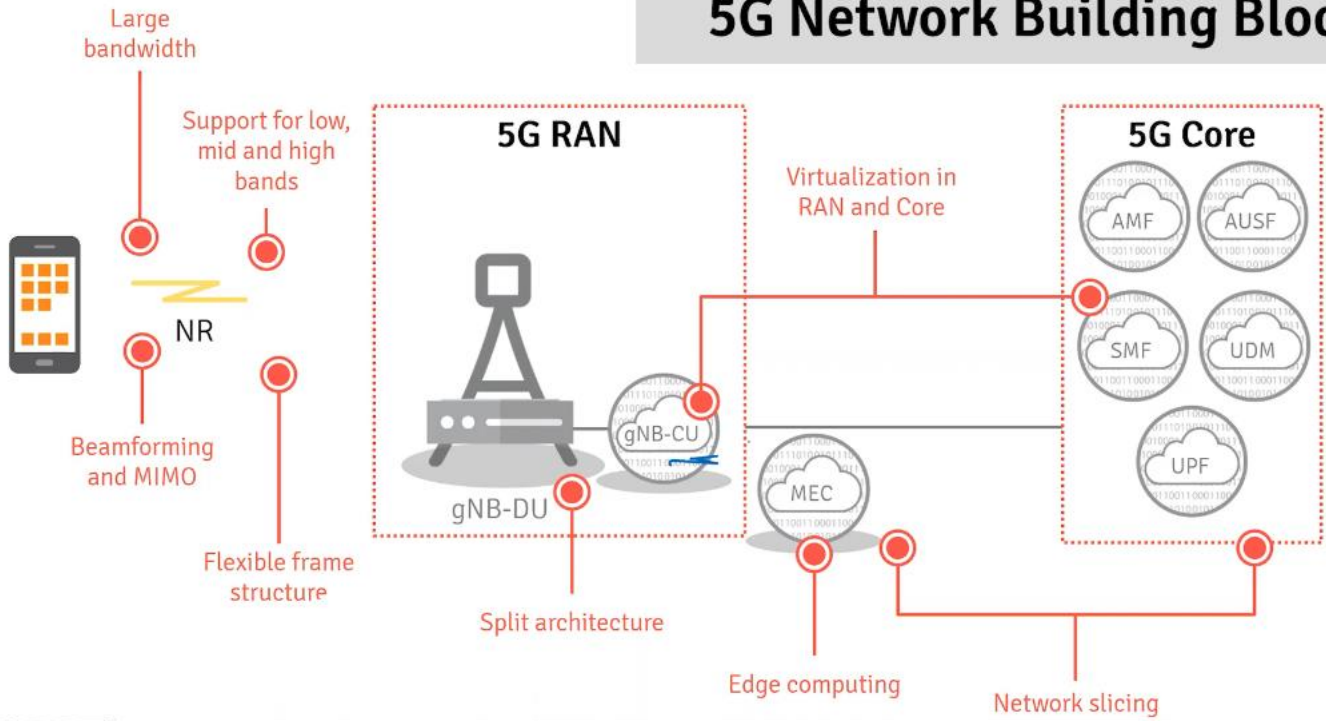 5G Network Building Bloc
Large
bandwidth
Support for low,
mid and high
bands
NR
Beamforming
and MIMO
Flexible frame
structure
5G RAN
gNB-CU
gNB-DU
Split architecture
Virtualization in
RAN and Core
MEC
Edge computing
Network slicing
5G Core
AMF
AUSF
SMF
UDM
UPF